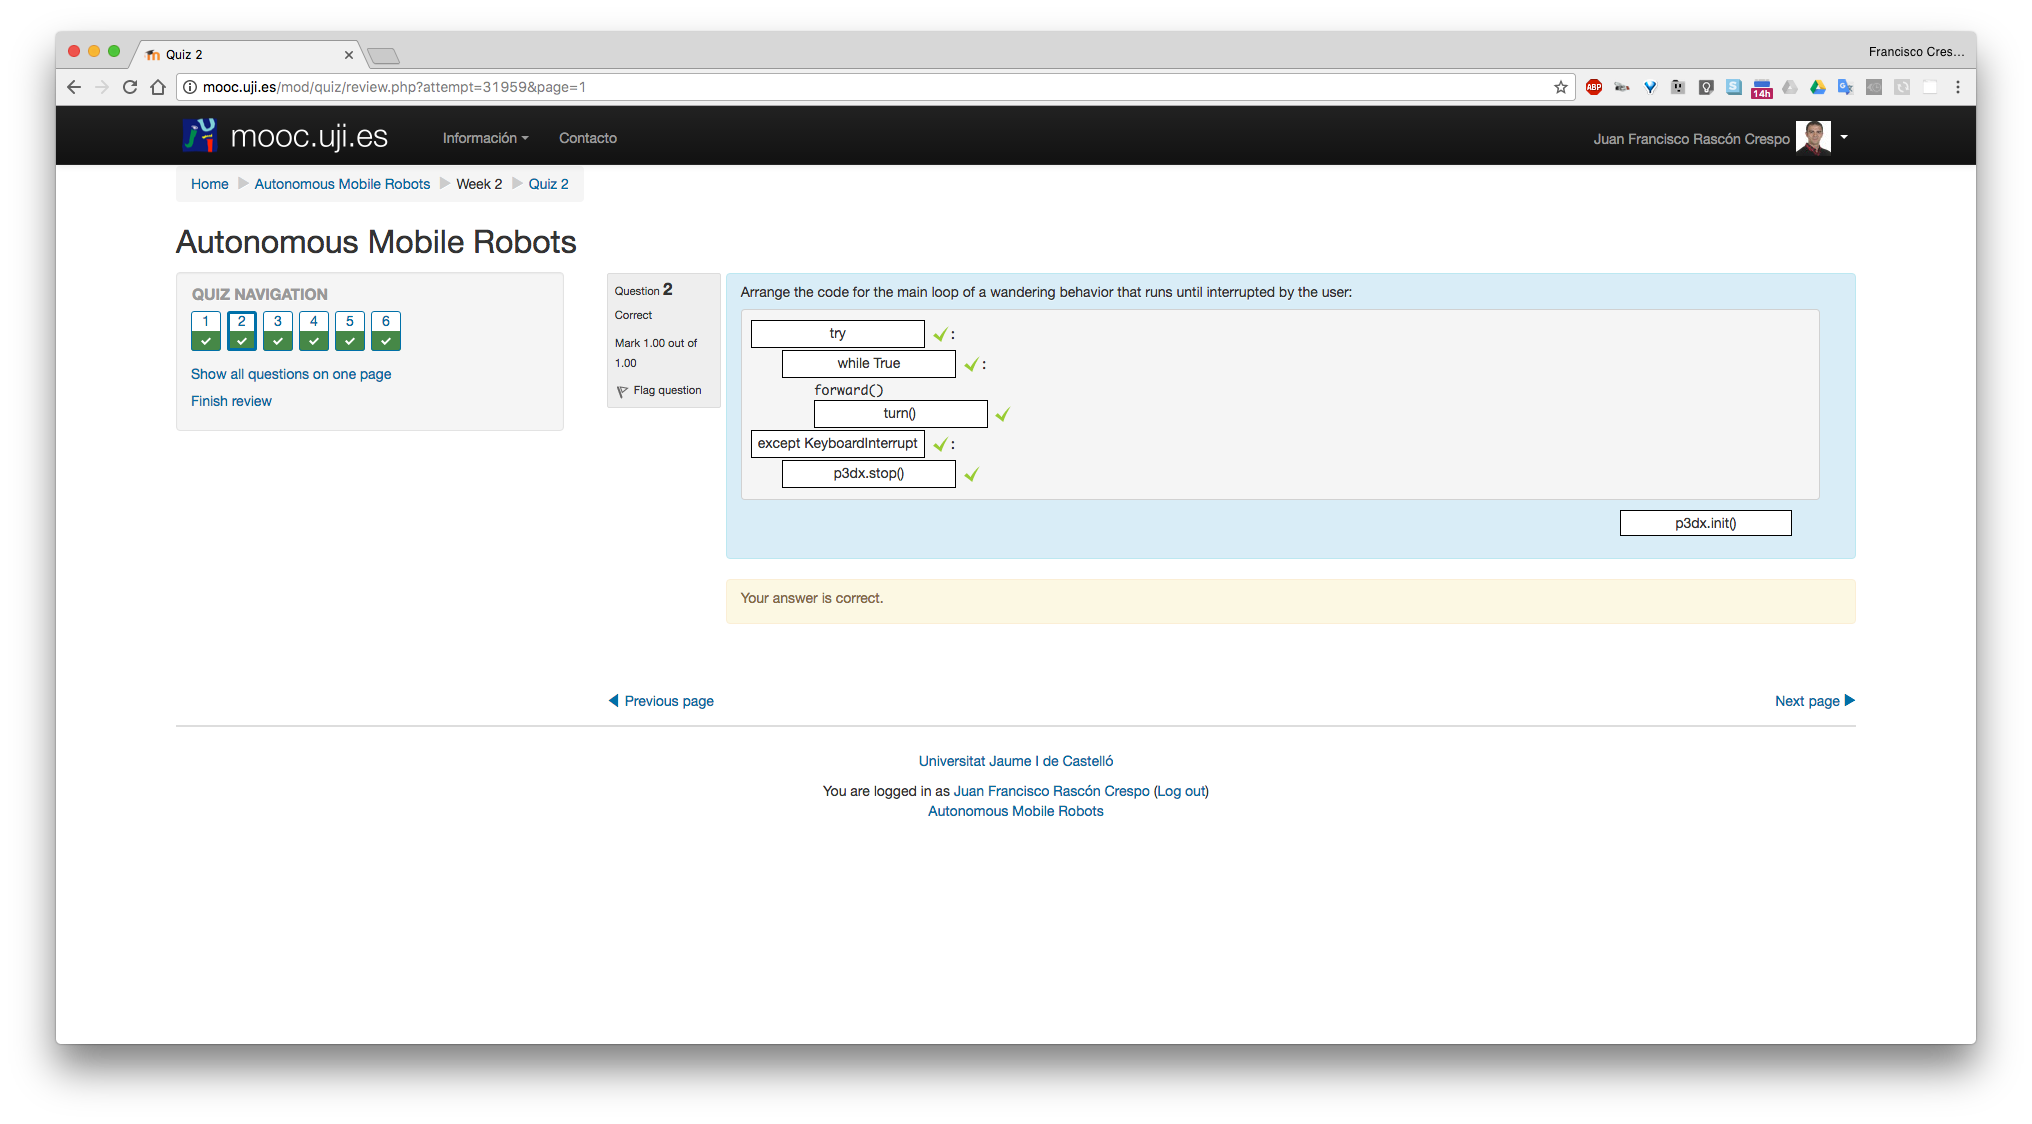 Quiz 2
Francisco Cres...
mooc.uji.es/mod/quiz/review.php?attempt=31959&page=1
ABP
S
14h
mooc.uji.es
Información
Contacto
Juan Francisco Rascón Crespo
Home
Autonomous Mobile Robots
Week 2
Quiz 2
Autonomous Mobile Robots
QUIZ NAVIGATION
1 2 3 4 5 6
Show all questions on one page
Finish review
Question 2
Correct
Mark 1.00 out of
1.00
Flag question
Arrange the code for the main loop of a wandering behavior that runs until interrupted by the user:
try :
while True :
forward()
turn()
except KeyboardInterrupt :
p3dx.stop()
p3dx.init()
Your answer is correct.
Previous page
Next page
Universitat Jaume I de Castelló
You are logged in as Juan Francisco Rascón Crespo (Log out)
Autonomous Mobile Robots